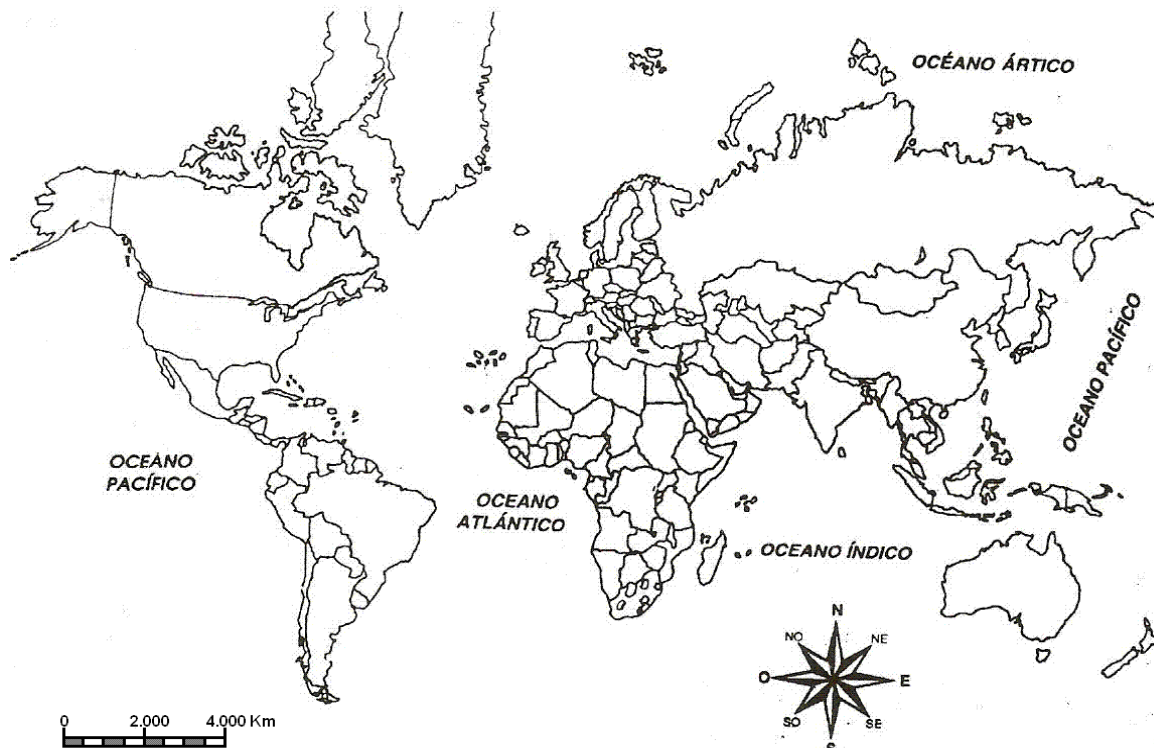 OCÉANO ÁRTICO
OCEANO PACÍFICO
OCEANO
PACÍFICO
OCEANO
ATLÁNTICO
OCEANO ÍNDICO
N
NO
NE
O
E
SO
SE
S
0 2.000 4.000 Km